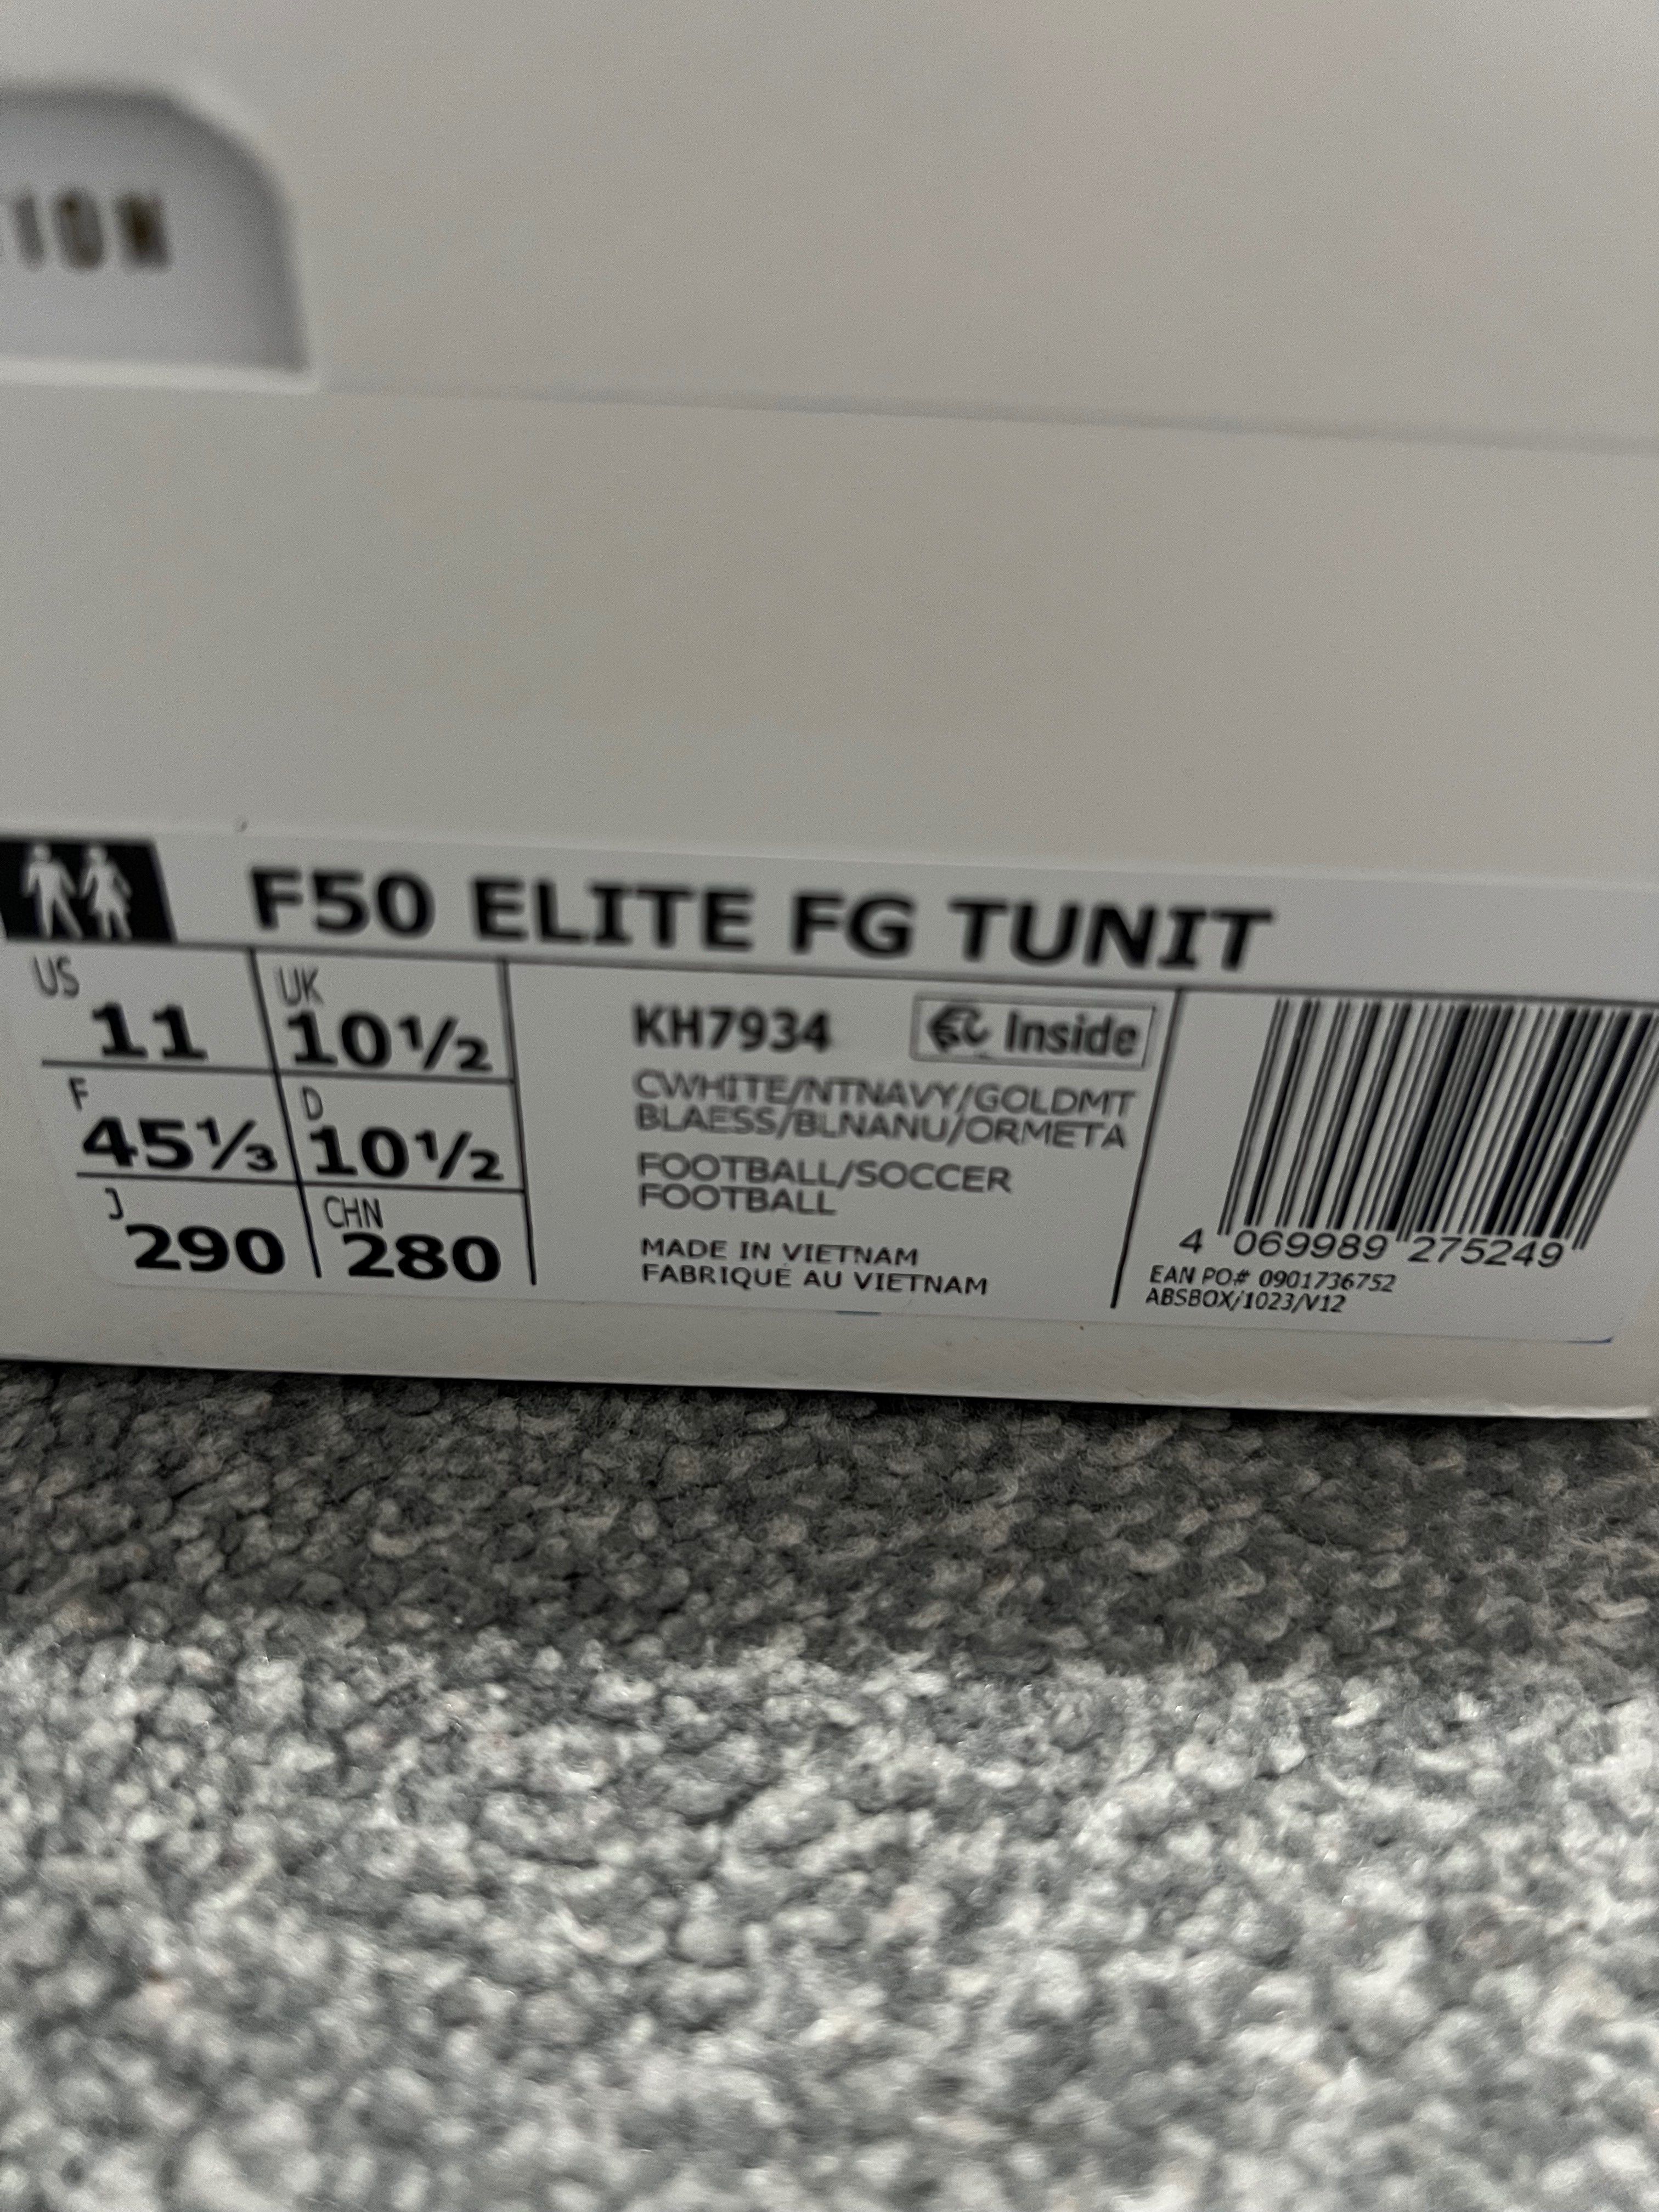 TION
F50 ELITE FG TUNIT
US 11 UK 10½
F 45⅓ D 10½
J 290 CHN 280
KH7934 Inside
CWHITE/NTNAVY/GOLDMT
BLAESS/BLNANU/ORMETA
FOOTBALL/SOCCER
FOOTBALL
MADE IN VIETNAM
FABRIQUÉ AU VIETNAM
4 069989 275249
EAN PO# 0901736752
ABSBOX/1023/V12